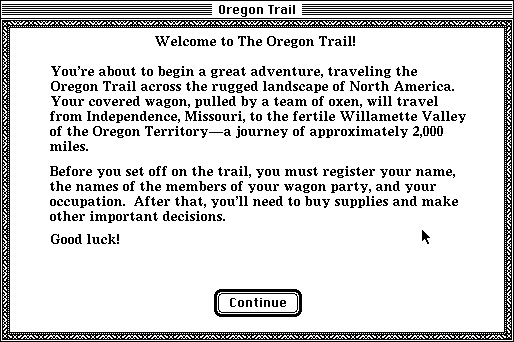 Oregon Trail
Welcome to The Oregon Trail!
You're about to begin a great adventure, traveling the
Oregon Trail across the rugged landscape of North America.
Your covered wagon, pulled by a team of oxen, will travel
from Independence, Missouri, to the fertile Willamette Valley
of the Oregon Territory—a journey of approximately 2,000
miles.
Before you set off on the trail, you must register your name,
the names of the members of your wagon party, and your
occupation.  After that, you'll need to buy supplies and make
other important decisions.
Good luck!
Continue